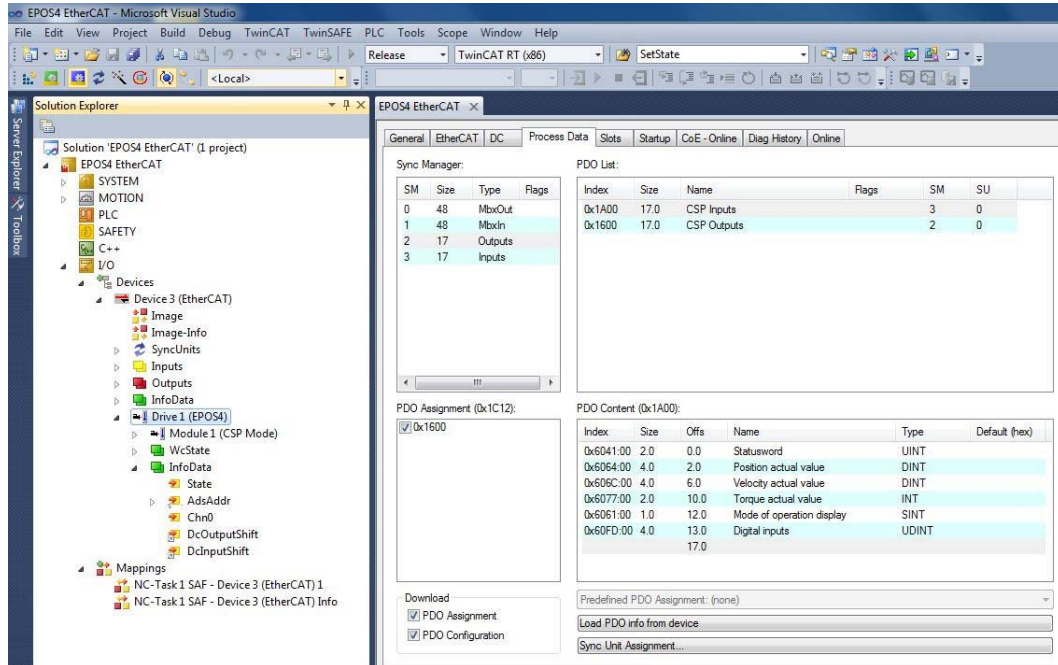 EPOS4 EtherCAT - Microsoft Visual Studio
File Edit View Project Build Debug TwinCAT TwinSAFE PLC Tools Scope Window Help
Release TwinCAT RT (x86) SetState
<Local>
Server Explorer
Toolbox
Solution Explorer
Solution 'EPOS4 EtherCAT' (1 project)
EPOS4 EtherCAT
SYSTEM
MOTION
PLC
SAFETY
C++
I/O
Devices
Device 3 (EtherCAT)
Image
Image-Info
SyncUnits
Inputs
Outputs
InfoData
Drive 1 (EPOS4)
Module 1 (CSP Mode)
WcState
InfoData
State
AdsAddr
Chn0
DcOutputShift
DcInputShift
Mappings
NC-Task 1 SAF - Device 3 (EtherCAT) 1
NC-Task 1 SAF - Device 3 (EtherCAT) Info
EPOS4 EtherCAT
General EtherCAT DC Process Data Slots Startup CoE - Online Diag History Online
Sync Manager:
SM Size Type Flags
0 48 MbxOut
1 48 MbxIn
2 17 Outputs
3 17 Inputs
PDO List:
Index Size Name Flags SM SU
0x1A00 17.0 CSP Inputs 3 0
0x1600 17.0 CSP Outputs 2 0
PDO Assignment (0x1C12):
0x1600
PDO Content (0x1A00):
Index Size Offs Name Type Default (hex)
0x6041:00 2.0 0.0 Statusword UINT
0x6064:00 4.0 2.0 Position actual value DINT
0x606C:00 4.0 6.0 Velocity actual value DINT
0x6077:00 2.0 10.0 Torque actual value INT
0x6061:00 1.0 12.0 Mode of operation display SINT
0x60FD:00 4.0 13.0 Digital inputs UDINT
17.0
Download
PDO Assignment
PDO Configuration
Predefined PDO Assignment: (none)
Load PDO info from device
Sync Unit Assignment...